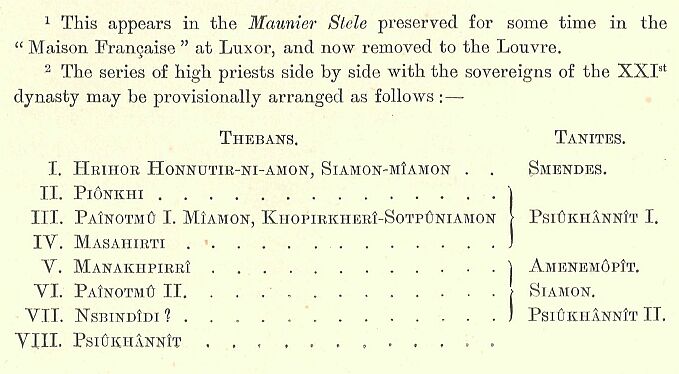 ¹ This appears in the Maunier Stele preserved for some time in the
“ Maison Française ” at Luxor, and now removed to the Louvre.
² The series of high priests side by side with the sovereigns of the XXIst
dynasty may be provisionally arranged as follows :—
THEBANS. TANITES.
I. HRIHOR HONNUTIR-NI-AMON, SIAMON-MÎAMON . . SMENDES.
II. PIÔNKHI . . . . . . . . . . . . .
III. PAÎNOTMÛ I. MÎAMON, KHOPIRKHERÎ-SOTPÛNIAMON PSIÛKHÂNNÎT I.
IV. MASAHIRTI . . . . . . . . . . . .
V. MANAKHPIRRÎ . . . . . . . . . . . AMENEMÔPÎT.
VI. PAÎNOTMÛ II. . . . . . . . . . . . SIAMON.
VII. NSBINDÎDI ? . . . . . . . . . . . . PSIÛKHÂNNÎT II.
VIII. PSIÛKHÂNNÎT . . . . . . . . . . .